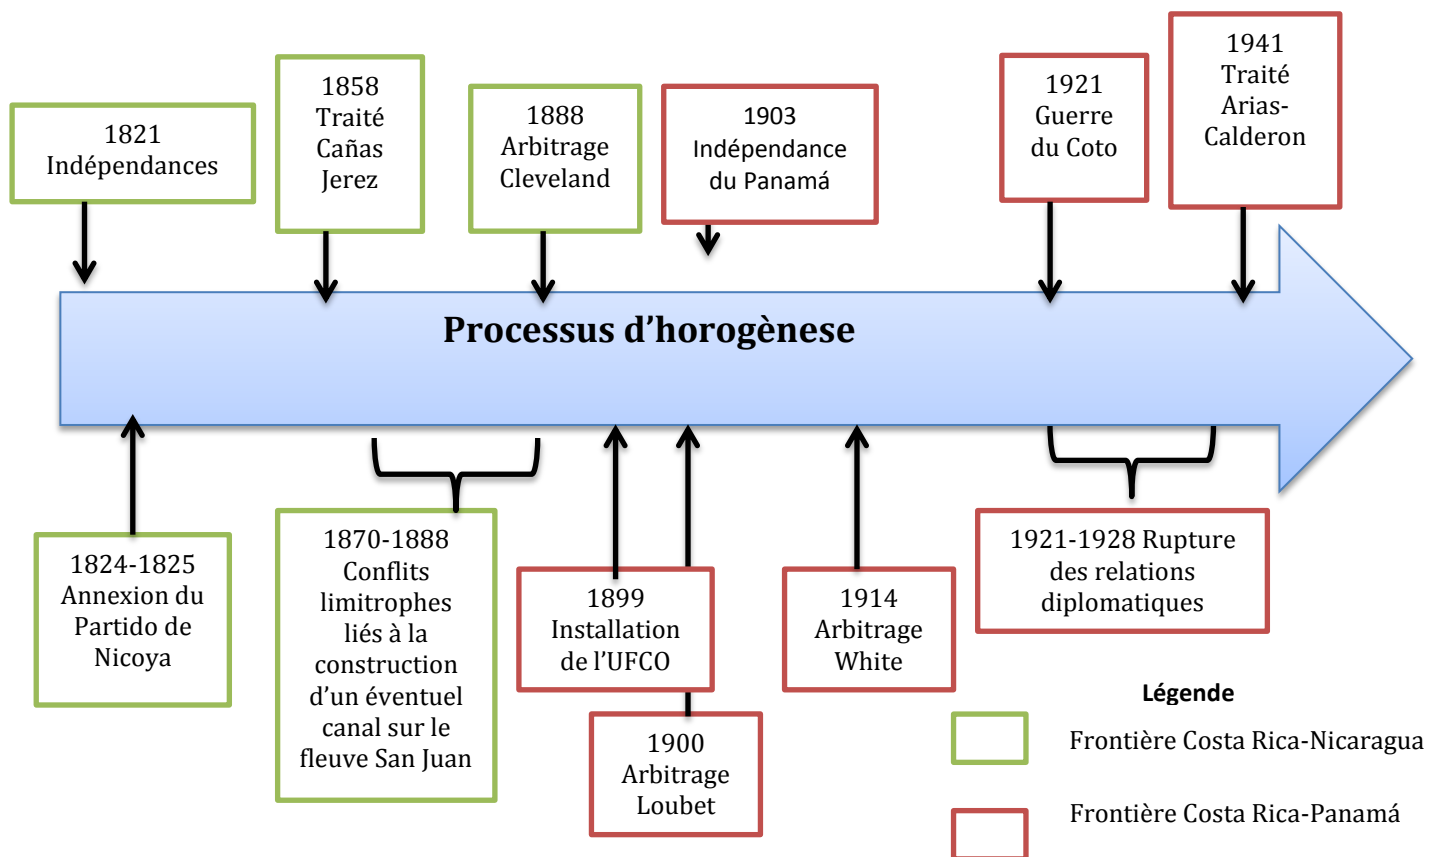 1821
Indépendances
1858
Traité
Cañas
Jerez
1888
Arbitrage
Cleveland
1903
Indépendance
du Panamá
1921
Guerre
du Coto
1941
Traité
Arias-
Calderon
Processus d’horogènese
1824-1825
Annexion du
Partido de
Nicoya
1870-1888
Conflits
limitrophes
liés à la
construction
d’un éventuel
canal sur le
fleuve San Juan
1899
Installation
de l’UFCO
1900
Arbitrage
Loubet
1914
Arbitrage
White
1921-1928 Rupture
des relations
diplomatiques
Légende
Frontière Costa Rica-Nicaragua
Frontière Costa Rica-Panamá